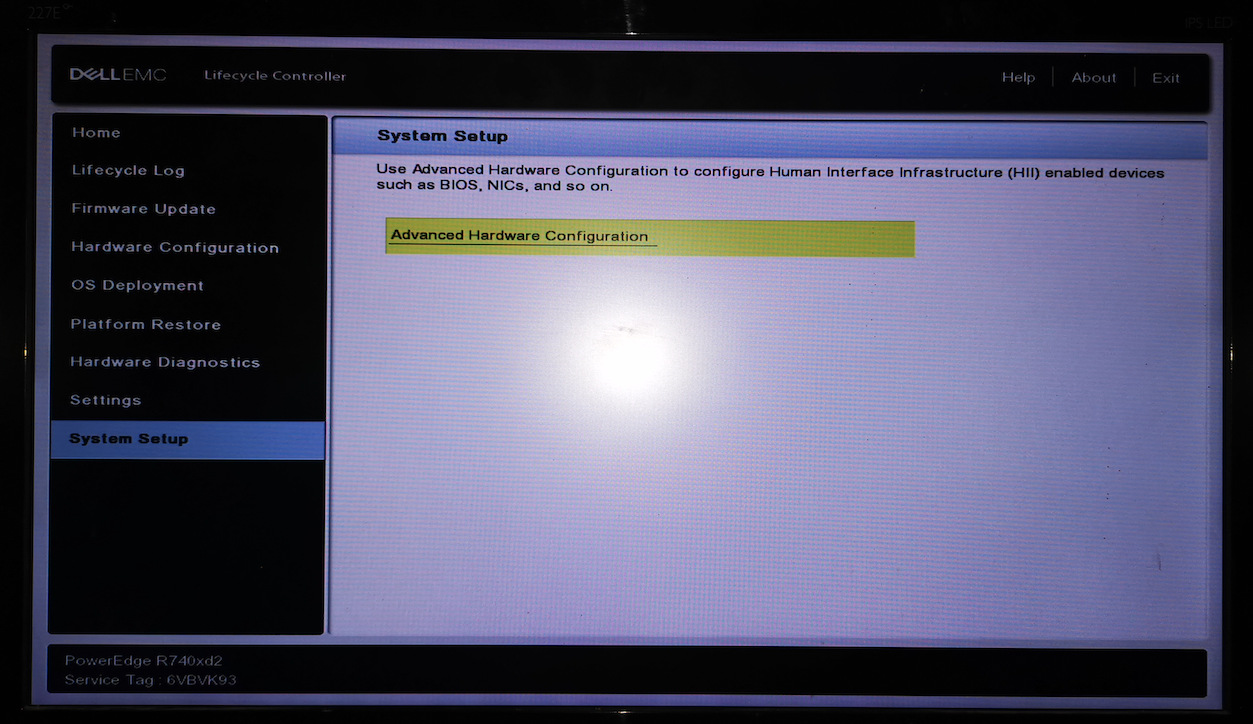 227E
IPS LED
DELLEMC Lifecycle Controller Help About Exit
Home
Lifecycle Log
Firmware Update
Hardware Configuration
OS Deployment
Platform Restore
Hardware Diagnostics
Settings
System Setup
System Setup
Use Advanced Hardware Configuration to configure Human Interface Infrastructure (HII) enabled devices
such as BIOS, NICs, and so on.
Advanced Hardware Configuration
PowerEdge R740xd2
Service Tag : 6VBVK93